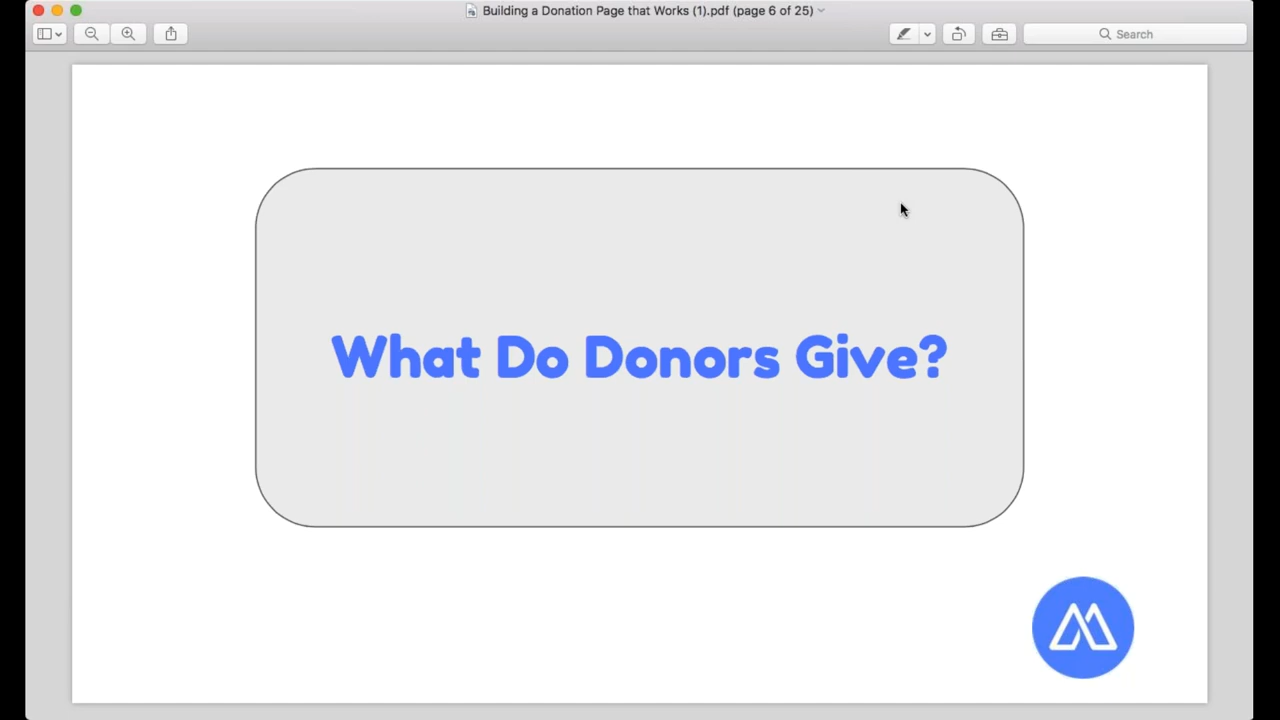 Building a Donation Page that Works (1).pdf (page 6 of 25)
Search
What Do Donors Give?